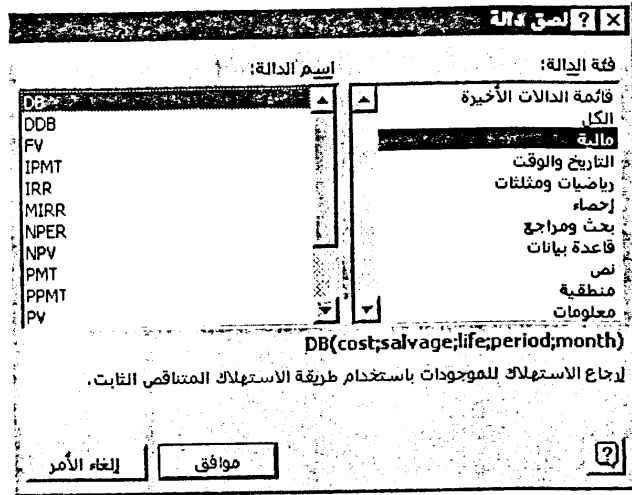 لصق دالة
فئة الدالة:
اسم الدالة:
قائمة الدالات الأخيرة
الكل
مالية
التاريخ والوقت
رياضيات ومثلثات
إحصاء
بحث ومراجع
قاعدة بيانات
نص
منطقية
معلومات
DB
DDB
FV
IPMT
IRR
MIRR
NPER
NPV
PMT
PPMT
PV
DB(cost;salvage;life;period;month)
إرجاع الاستهلاك للموجودات باستخدام طريقة الاستهلاك المتناقص الثابت.
موافق
إلغاء الأمر